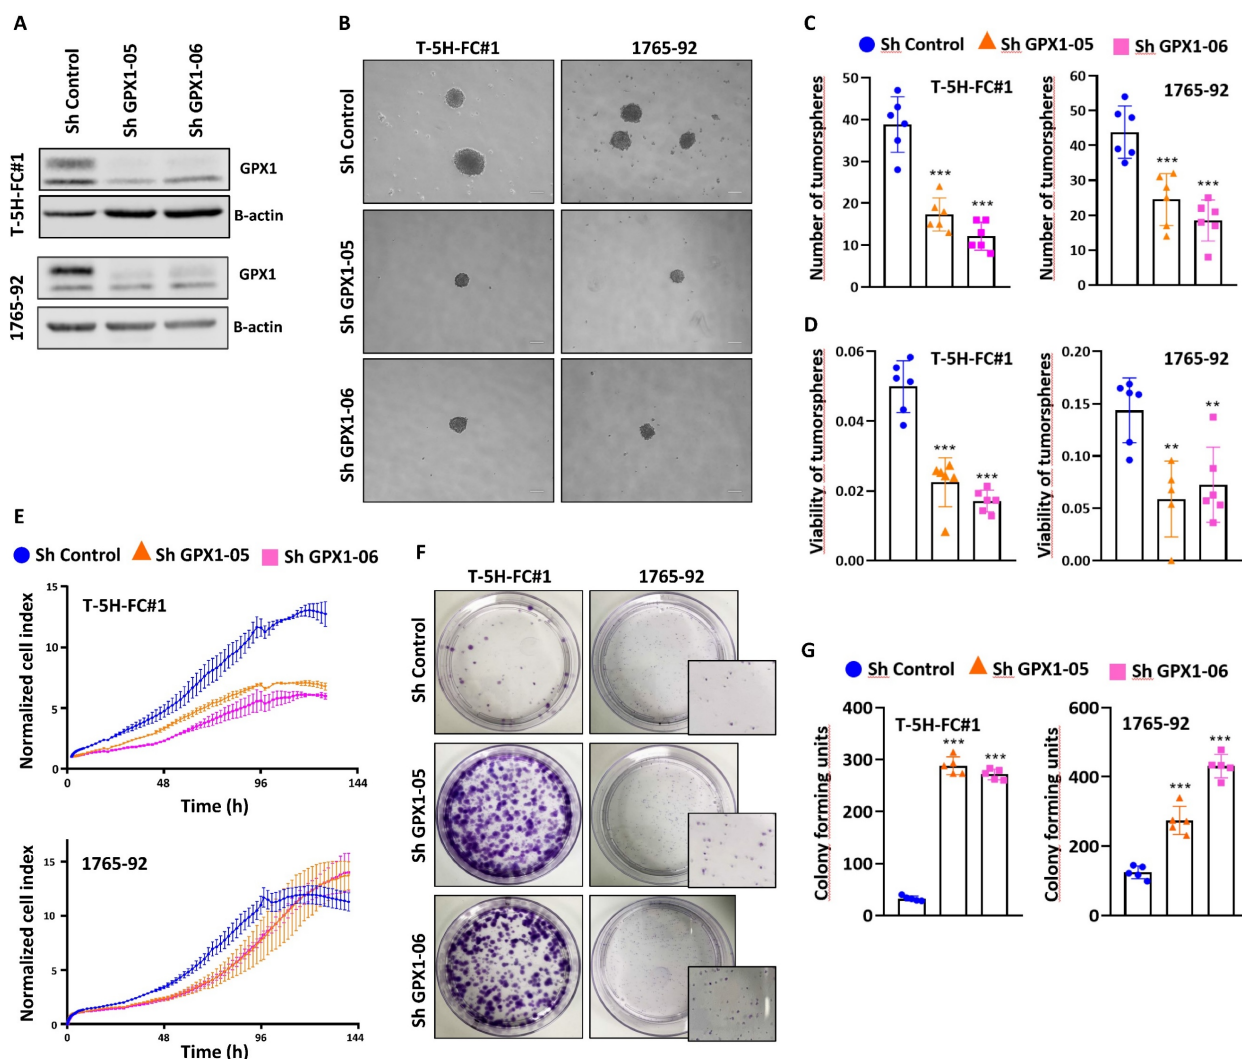 A
Sh Control
Sh GPX1-05
Sh GPX1-06
T-5H-FC#1
GPX1
B-actin
1765-92
GPX1
B-actin
B
T-5H-FC#1 1765-92
Sh Control
Sh GPX1-05
Sh GPX1-06
C
Sh Control Sh GPX1-05 Sh GPX1-06
Number of tumorspheres
T-5H-FC#1
50
40
30
20
10
0
***
***
Number of tumorspheres
1765-92
60
50
40
30
20
10
0
***
***
D
Viability of tumorspheres
T-5H-FC#1
0.06
0.04
0.02
0.00
***
***
Viability of tumorspheres
1765-92
0.20
0.15
0.10
0.05
0.00
**
**
E
Sh Control Sh GPX1-05 Sh GPX1-06
Normalized cell index
T-5H-FC#1
15
10
5
0
0 48 96 144
Time (h)
Normalized cell index
1765-92
15
10
5
0
0 48 96 144
Time (h)
F
T-5H-FC#1 1765-92
Sh Control
Sh GPX1-05
Sh GPX1-06
G
Sh Control Sh GPX1-05 Sh GPX1-06
Colony forming units
T-5H-FC#1
400
300
200
100
0
***
***
Colony forming units
1765-92
600
400
200
0
***
***